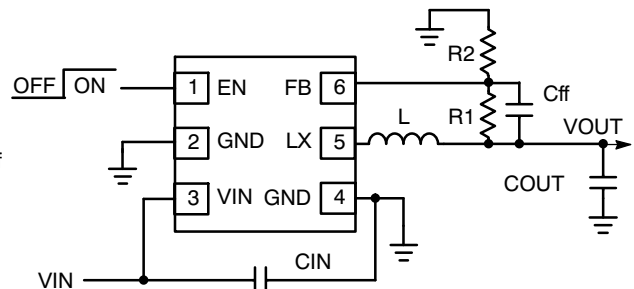 R2
OFF ON
1 EN
FB 6
Cff
R1
VOUT
2 GND
LX 5
L
3 VIN
GND 4
COUT
CIN
VIN